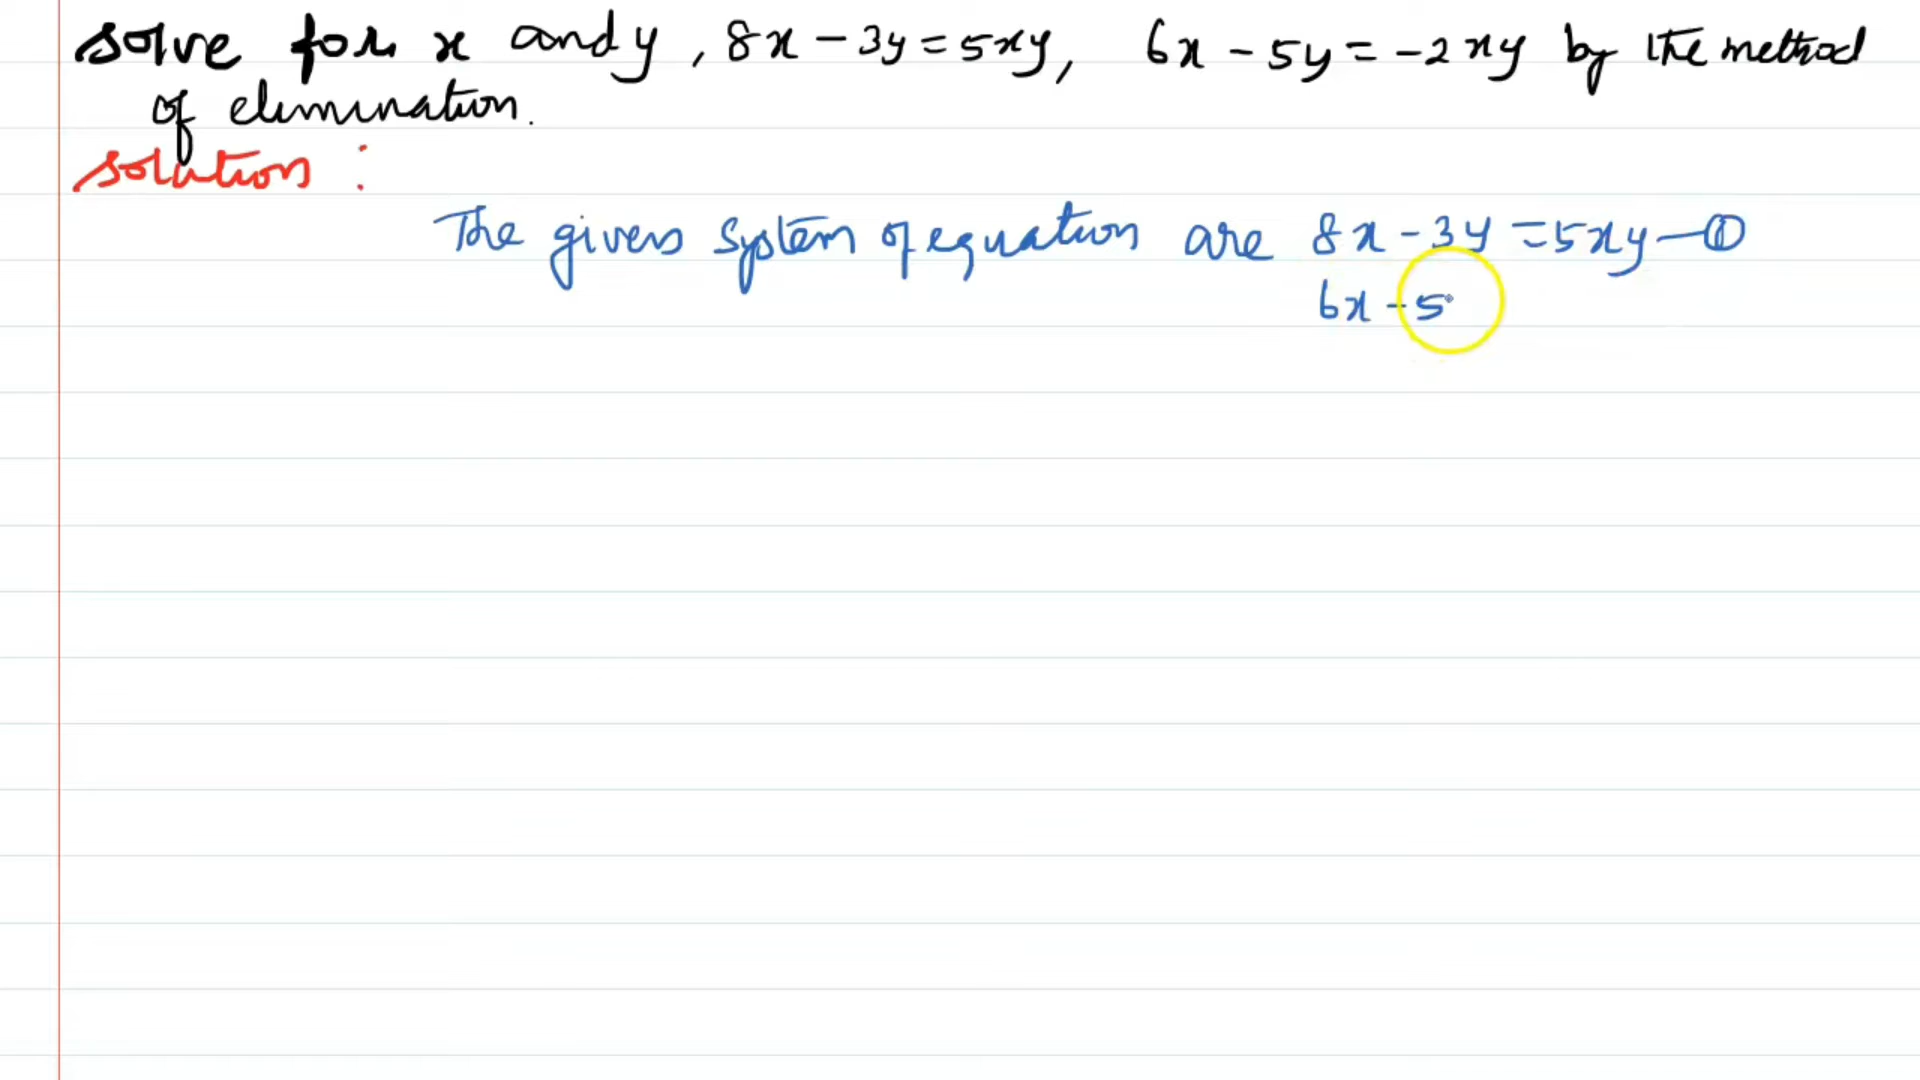 solve for x and y, 8x - 3y = 5xy, 6x - 5y = -2xy by the method
of elimination.
solution :
The given system of equation are 8x - 3y = 5xy — ①
6x - 5